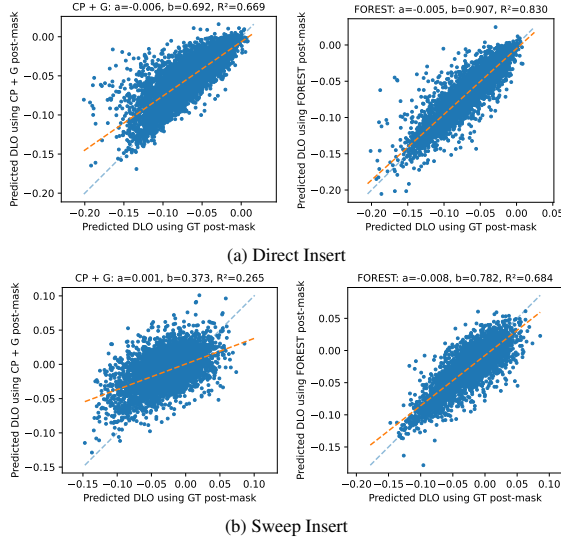 CP + G: a=-0.006, b=0.692, R²=0.669
FOREST: a=-0.005, b=0.907, R²=0.830
Predicted DLO using CP + G post-mask
0.00
−0.05
−0.10
−0.15
−0.20
−0.20 −0.15 −0.10 −0.05 0.00
Predicted DLO using GT post-mask
Predicted DLO using FOREST post-mask
0.00
−0.05
−0.10
−0.15
−0.20
−0.20 −0.15 −0.10 −0.05 0.00 0.05
Predicted DLO using GT post-mask
(a) Direct Insert
CP + G: a=0.001, b=0.373, R²=0.265
FOREST: a=-0.008, b=0.782, R²=0.684
Predicted DLO using CP + G post-mask
0.10
0.05
0.00
−0.05
−0.10
−0.15
−0.15 −0.10 −0.05 0.00 0.05 0.10
Predicted DLO using GT post-mask
Predicted DLO using FOREST post-mask
0.05
0.00
−0.05
−0.10
−0.15
−0.20 −0.15 −0.10 −0.05 0.00 0.05 0.10
Predicted DLO using GT post-mask
(b) Sweep Insert